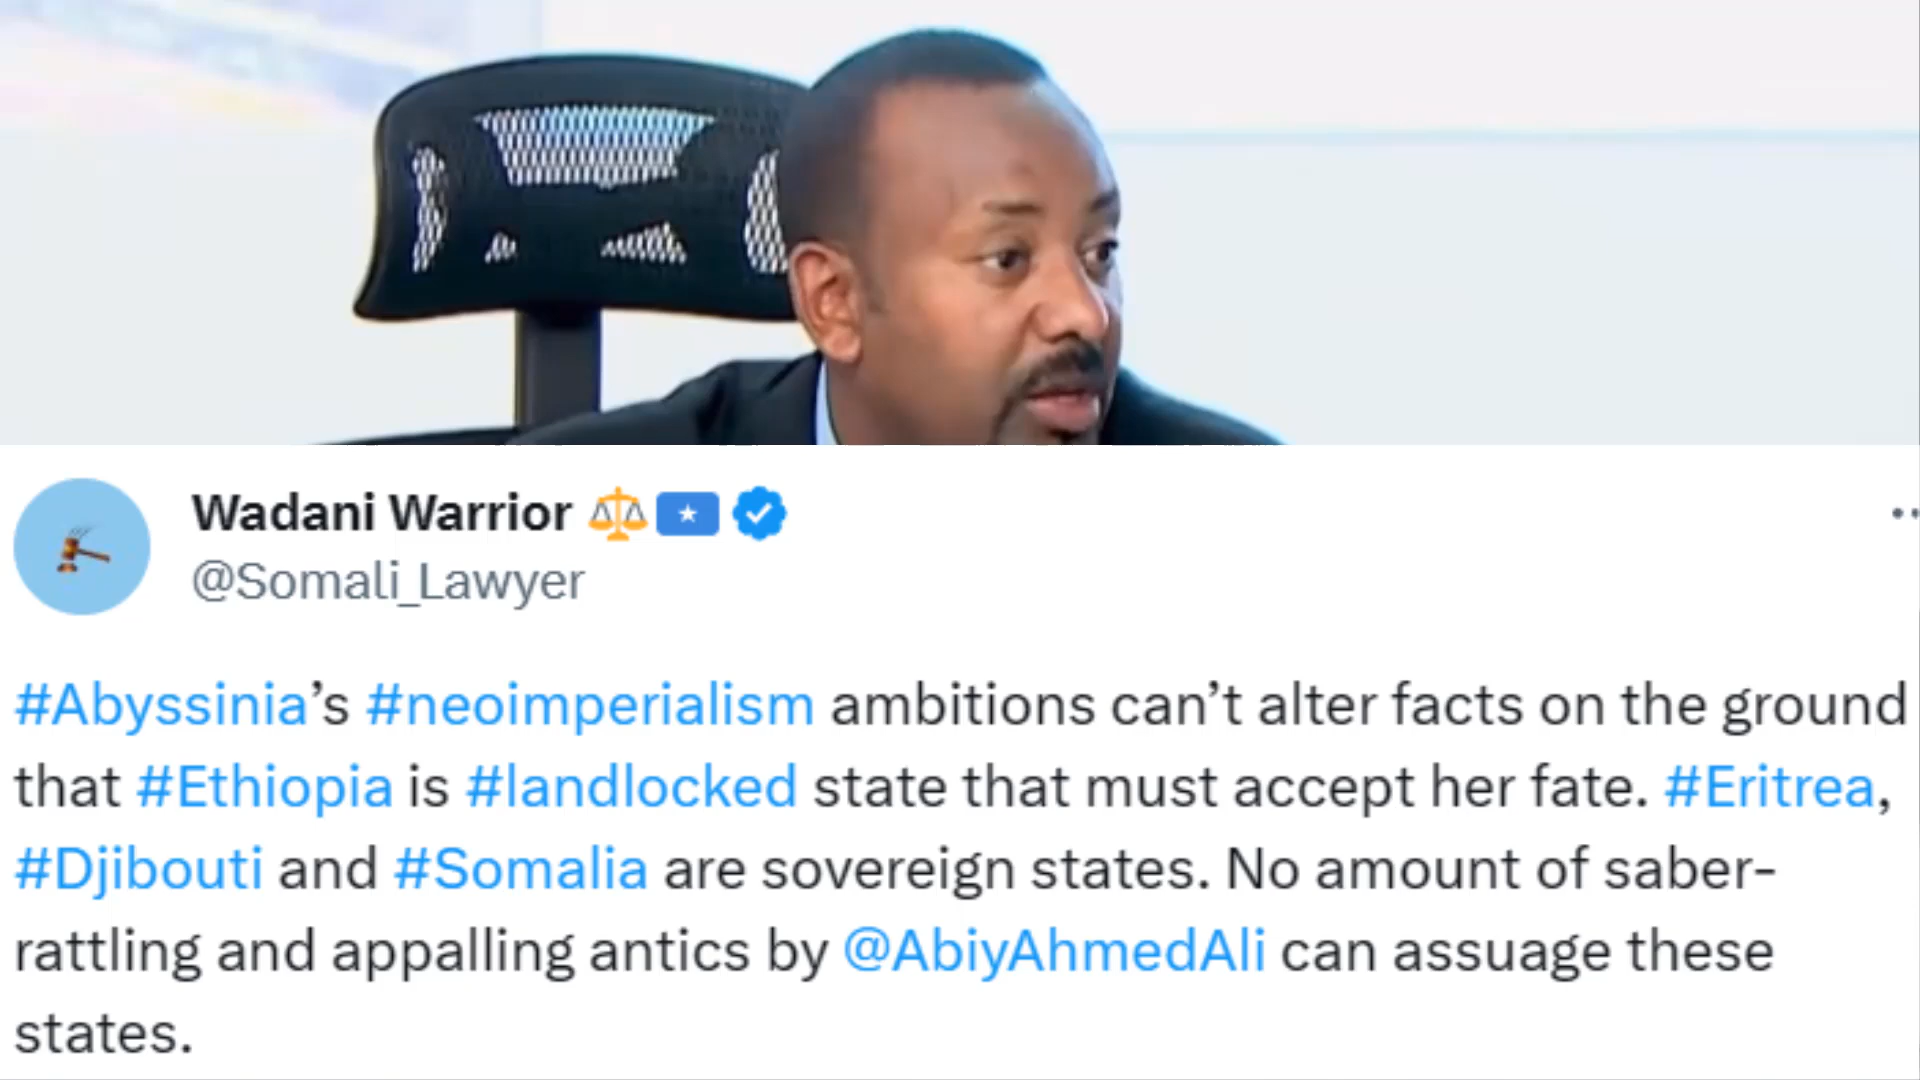 Wadani Warrior
@Somali_Lawyer
#Abyssinia’s #neoimperialism ambitions can’t alter facts on the ground
that #Ethiopia is #landlocked state that must accept her fate. #Eritrea,
#Djibouti and #Somalia are sovereign states. No amount of saber-
rattling and appalling antics by @AbiyAhmedAli can assuage these
states.